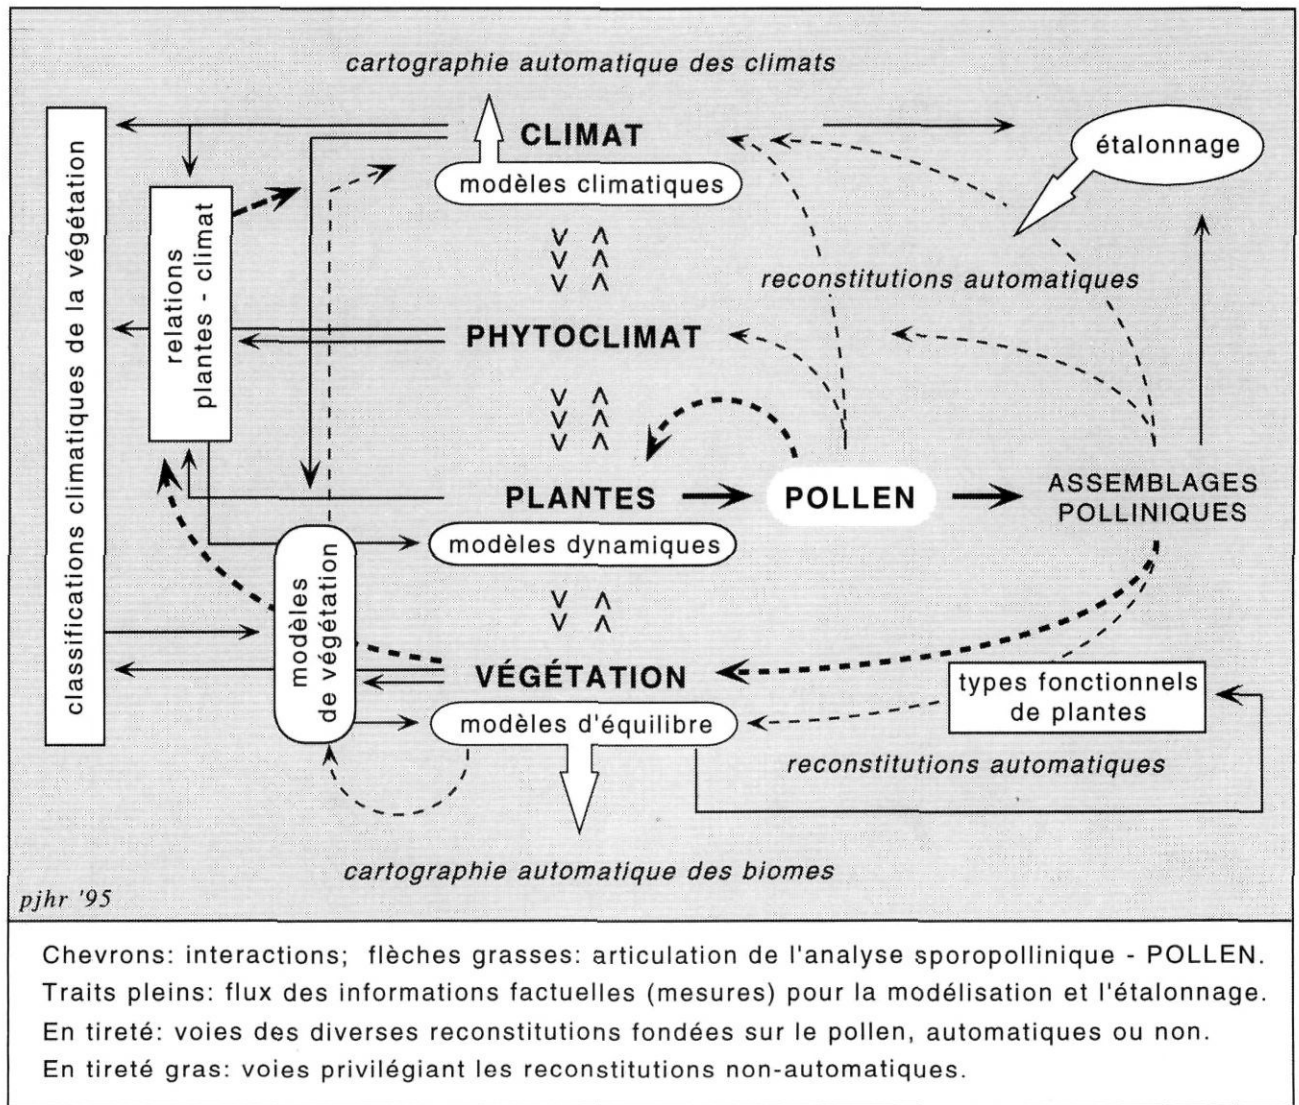 cartographie automatique des climats
CLIMAT
modèles climatiques
étalonnage
classifications climatiques de la végétation
relations
plantes - climat
reconstitutions automatiques
PHYTOCLIMAT
PLANTES
modèles dynamiques
POLLEN
ASSEMBLAGES
POLLINIQUES
modèles
de végétation
VÉGÉTATION
modèles d'équilibre
types fonctionnels
de plantes
reconstitutions automatiques
cartographie automatique des biomes
pjhr '95
Chevrons: interactions; flèches grasses: articulation de l'analyse sporopollinique - POLLEN.
Traits pleins: flux des informations factuelles (mesures) pour la modélisation et l'étalonnage.
En tireté: voies des diverses reconstitutions fondées sur le pollen, automatiques ou non.
En tireté gras: voies privilégiant les reconstitutions non-automatiques.